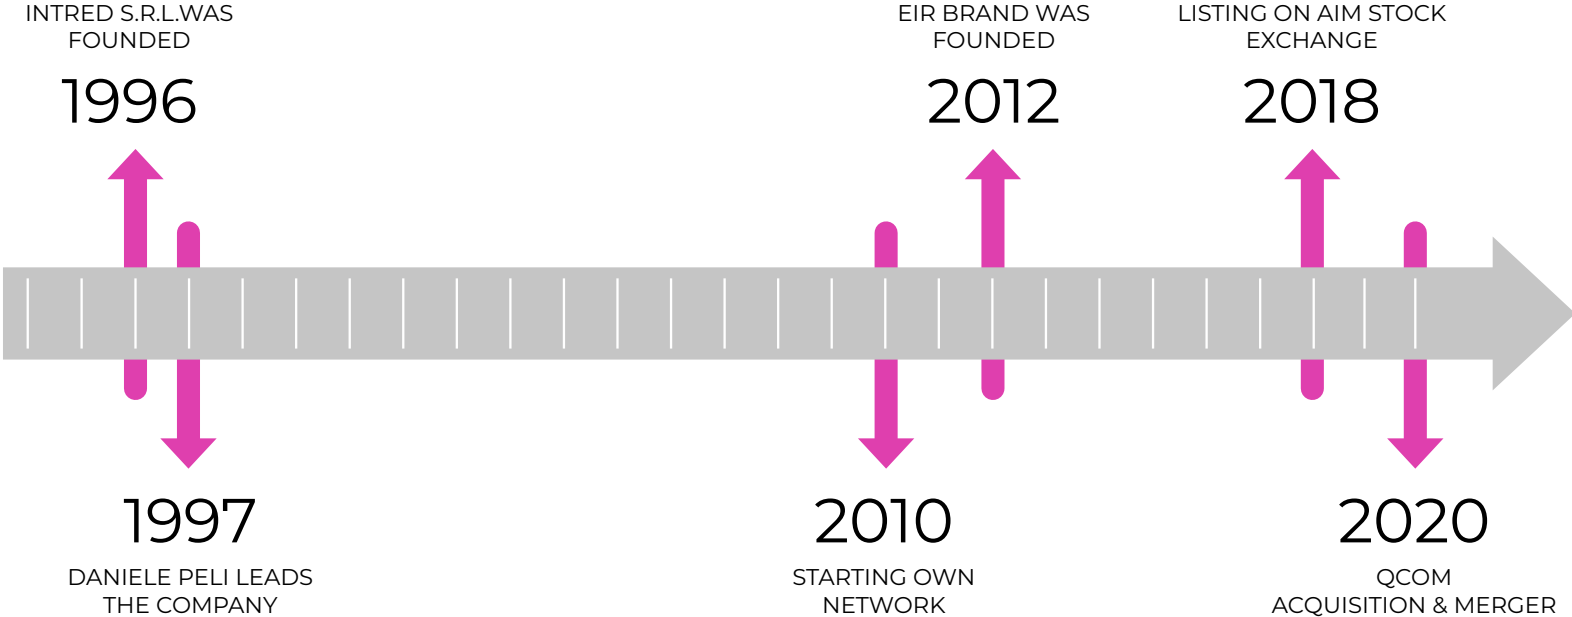 INTRED S.R.L.WAS
FOUNDED
1996
EIR BRAND WAS
FOUNDED
2012
LISTING ON AIM STOCK
EXCHANGE
2018
1997
DANIELE PELI LEADS
THE COMPANY
2010
STARTING OWN
NETWORK
2020
QCOM
ACQUISITION & MERGER